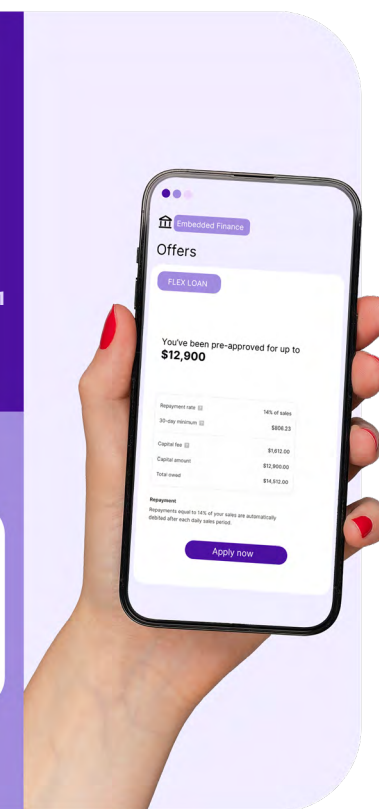 Embedded Finance
Offers
FLEX LOAN
You've been pre-approved for up to
$12,900
Repayment rate 14% of sales
30-day minimum $806.23
Capital fee $1,612.00
Capital amount $12,900.00
Total owed $14,512.00
Repayment
Repayments equal to 14% of your sales are automatically
debited after each daily sales period.
Apply now